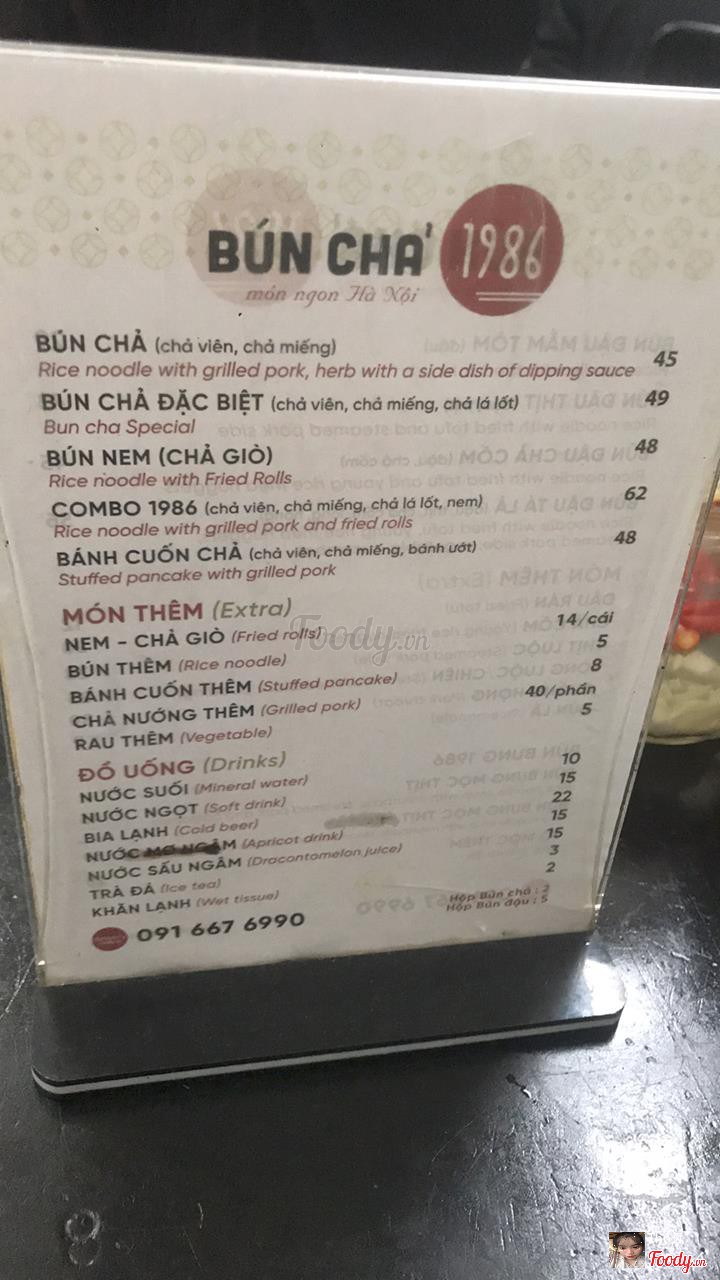 BÚN CHẢ 1986
món ngon Hà Nội
BÚN CHẢ (chả viên, chả miếng) 45
Rice noodle with grilled pork, herb with a side dish of dipping sauce
BÚN CHẢ ĐẶC BIỆT (chả viên, chả miếng, chả lá lốt) 49
Bun cha Special
BÚN NEM (CHẢ GIÒ) 48
Rice noodle with Fried Rolls
COMBO 1986 (chả viên, chả miếng, chả lá lốt, nem) 62
Rice noodle with grilled pork and fried rolls
BÁNH CUỐN CHẢ (chả viên, chả miếng, bánh ướt) 48
Stuffed pancake with grilled pork
MÓN THÊM (Extra)
NEM - CHẢ GIÒ (Fried rolls) 14/cái
BÚN THÊM (Rice noodle) 5
BÁNH CUỐN THÊM (Stuffed pancake) 8
CHẢ NƯỚNG THÊM (Grilled pork) 40/phần
RAU THÊM (Vegetable) 5
ĐỒ UỐNG (Drinks)
NƯỚC SUỐI (Mineral water) 10
NƯỚC NGỌT (Soft drink) 15
BIA LẠNH (Cold beer) 22
NƯỚC MƠ NGÂM (Apricot drink) 15
NƯỚC SẤU NGÂM (Dracontomelon juice) 15
TRÀ ĐÁ (Ice tea) 3
KHĂN LẠNH (Wet tissue) 2
Hộp Bún chả : 2
Hộp Bún đậu : 5
091 667 6990
Foody.vn
Foody.vn